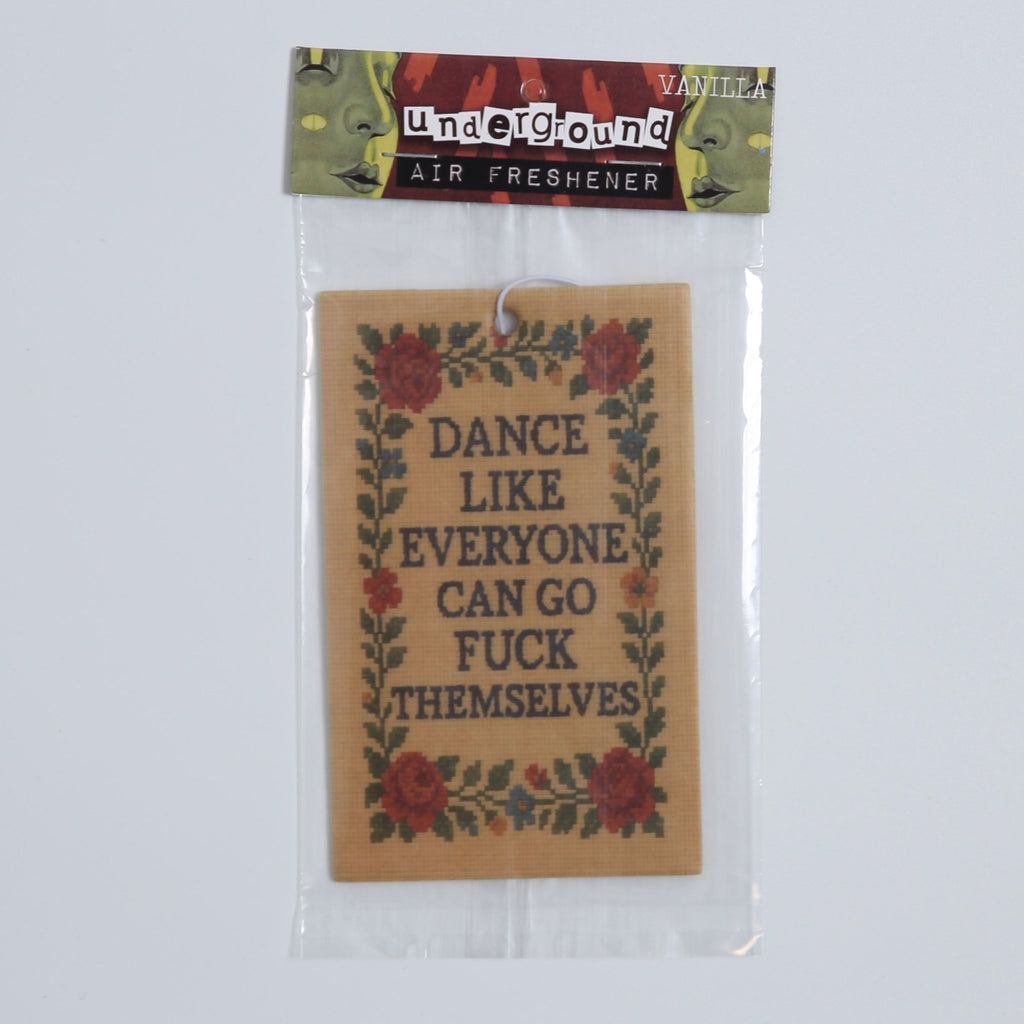 VANILLA
underground
AIR FRESHENER
DANCE
LIKE
EVERYONE
CAN GO
FUCK
THEMSELVES